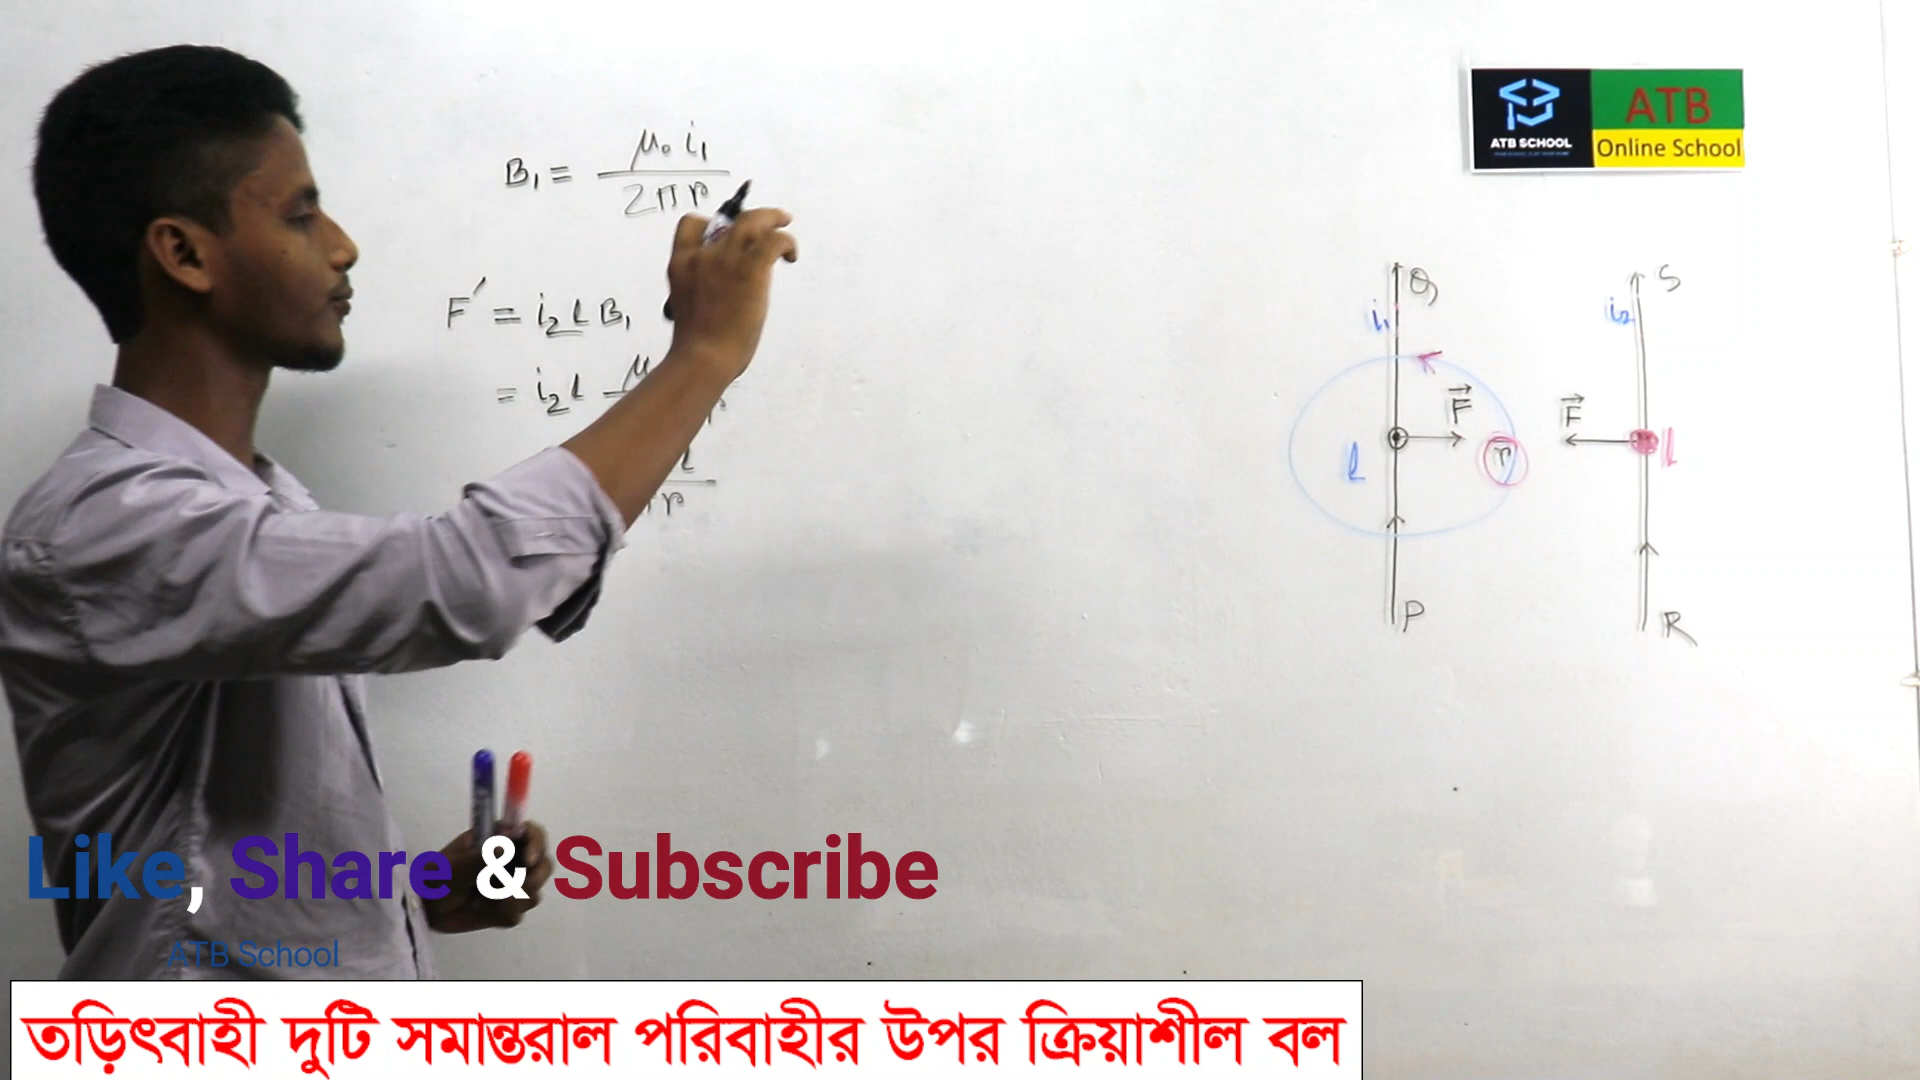 B₁ = μ₀ i₁ / 2πr
F′ = i₂ l B₁
= i₂ l μ
l
r
Q
S
i₁
i₂
F⃗
F⃗
l
r
l
P
R
ATB SCHOOL
ATB
Online School
Like, Share & Subscribe
ATB School
তড়িৎবাহী দুটি সমান্তরাল পরিবাহীর উপর ক্রিয়াশীল বল